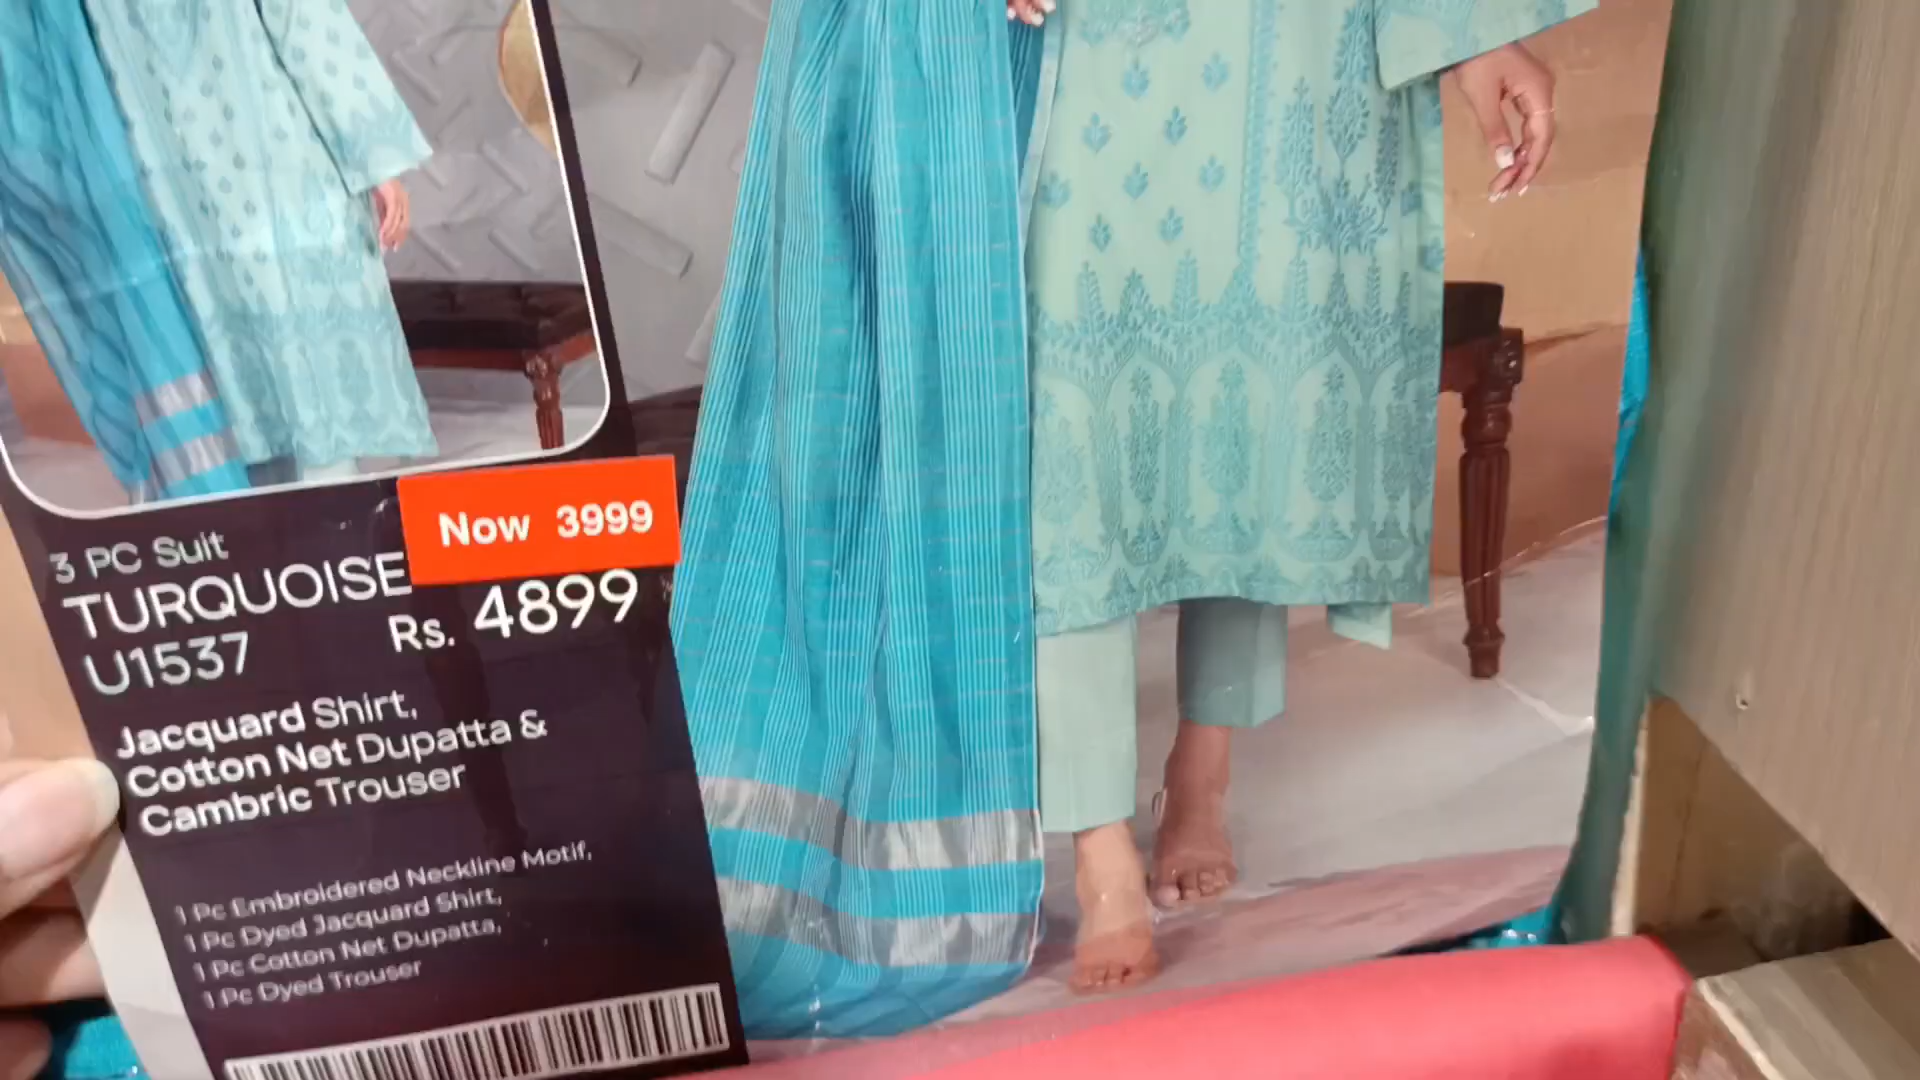 Now 3999
3 PC Suit
TURQUOISE
Rs. 4899
U1537
Jacquard Shirt,
Cotton Net Dupatta &
Cambric Trouser
1 Pc Embroidered Neckline Motif,
1 Pc Dyed Jacquard Shirt,
1 Pc Cotton Net Dupatta,
1 Pc Dyed Trouser